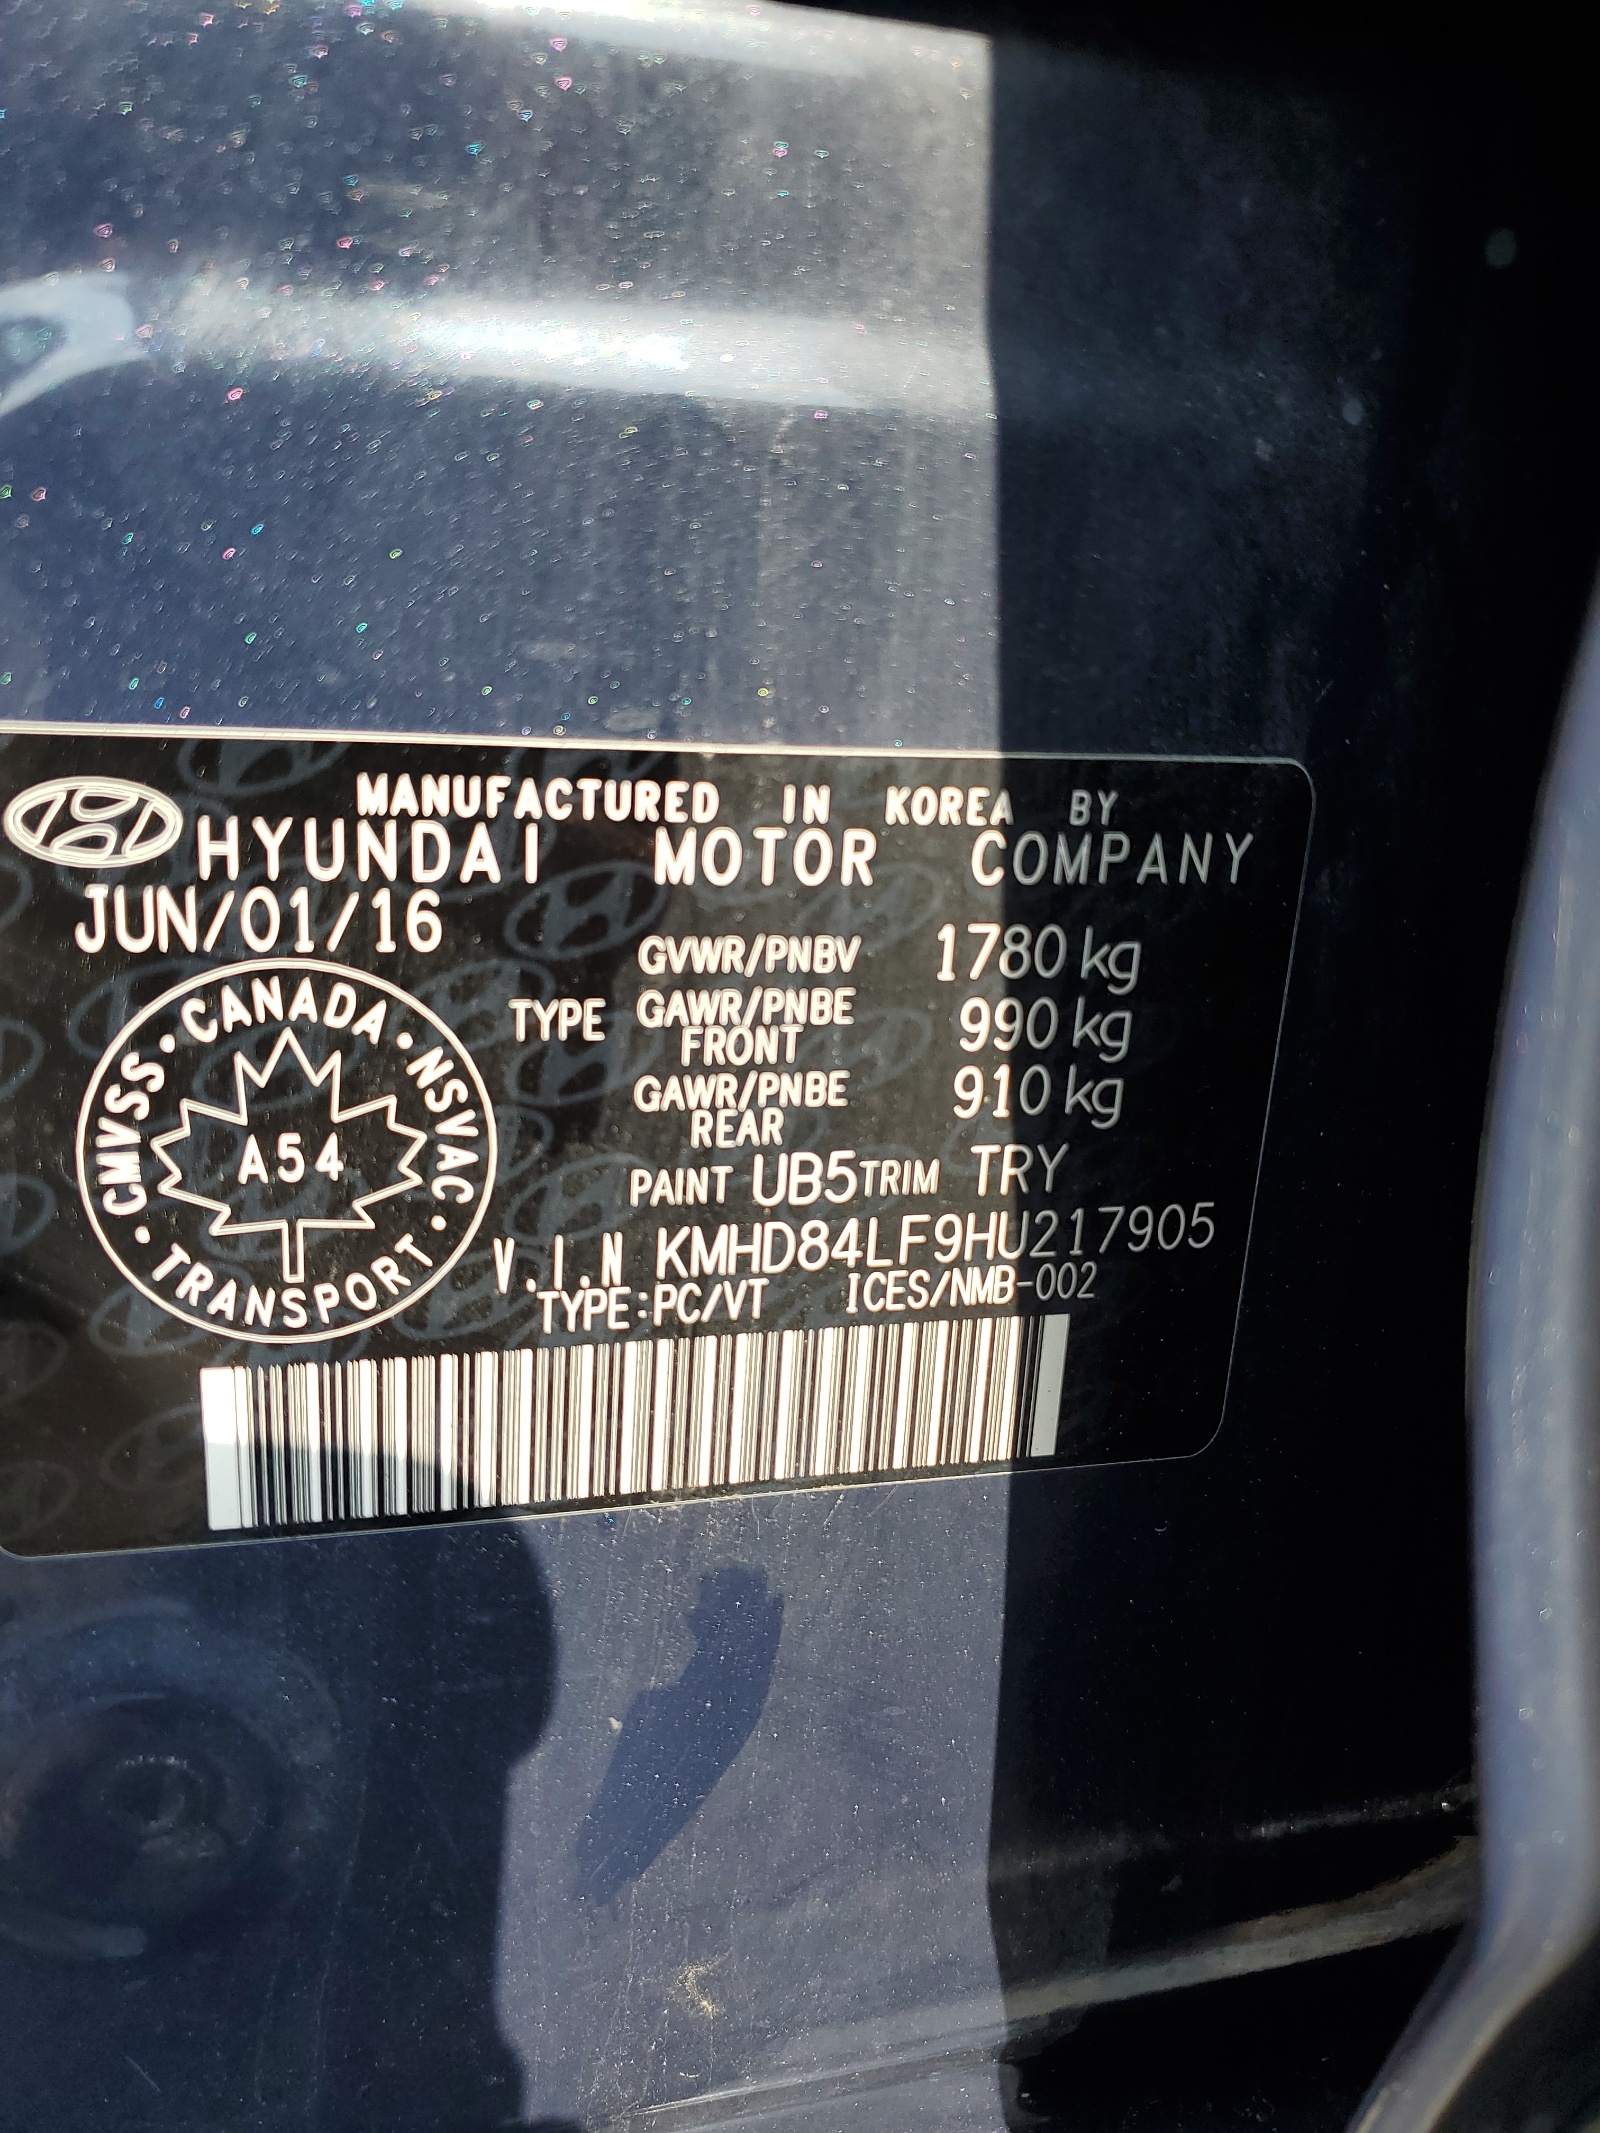 MANUFACTURED IN KOREA BY
HYUNDAI MOTOR COMPANY
JUN/01/16
GVWR/PNBV 1780 kg
TYPE GAWR/PNBE FRONT 990 kg
GAWR/PNBE REAR 910 kg
PAINT UB5 TRIM TRY
V.I.N KMHD84LF9HU217905
TYPE:PC/VT ICES/NMB-002
CANADA · NSVAC · TRANSPORT · CMVSS ·
A54